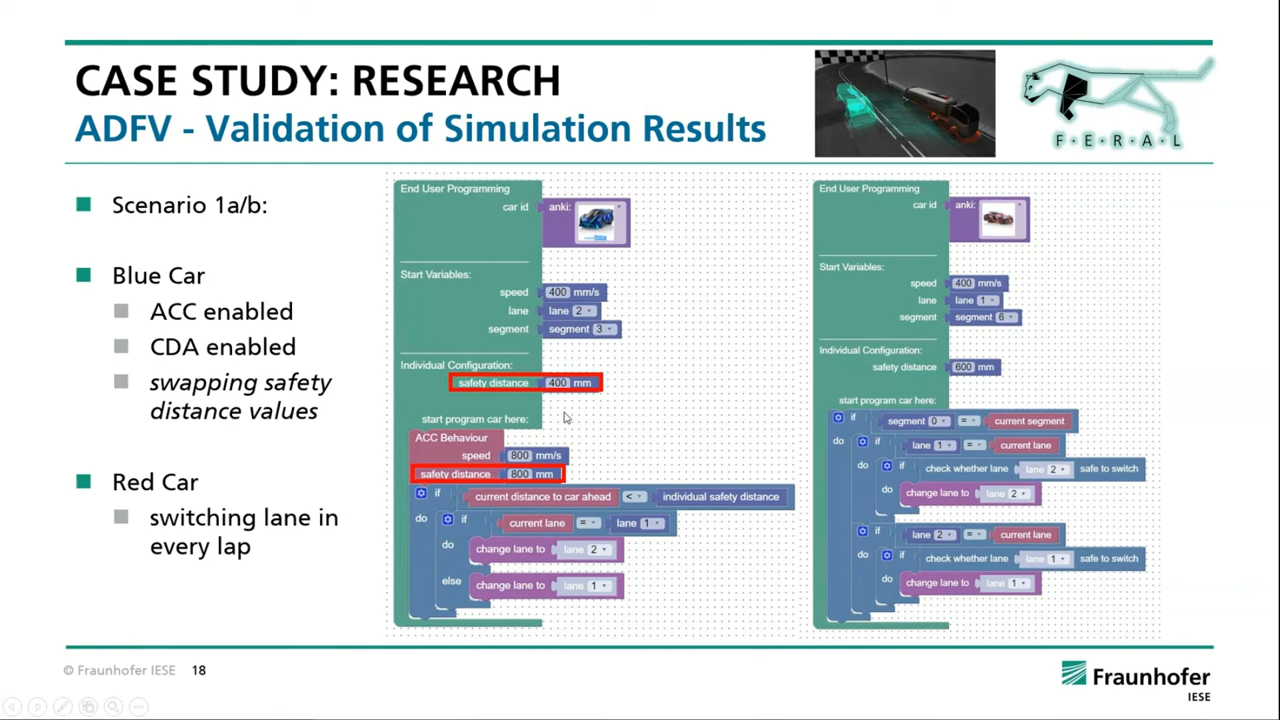 CASE STUDY: RESEARCH
ADFV - Validation of Simulation Results
F·E·R·A·L
Scenario 1a/b:
Blue Car
ACC enabled
CDA enabled
swapping safety
distance values
Red Car
switching lane in
every lap
End User Programming
car id anki:
Start Variables:
speed 400 mm/s
lane lane 2
segment segment 3
Individual Configuration:
safety distance 400 mm
start program car here:
ACC Behaviour
speed 800 mm/s
safety distance 800 mm
if current distance to car ahead < individual safety distance
do if current lane = lane 1
do change lane to lane 2
else change lane to lane 1
End User Programming
car id anki:
Start Variables:
speed 400 mm/s
lane lane 1
segment segment 6
Individual Configuration:
safety distance 600 mm
start program car here:
if segment 0 = current segment
do if lane 1 = current lane
do if check whether lane lane 2 safe to switch
do change lane to lane 2
if lane 2 = current lane
do if check whether lane lane 1 safe to switch
do change lane to lane 1
© Fraunhofer IESE 18
Fraunhofer
IESE